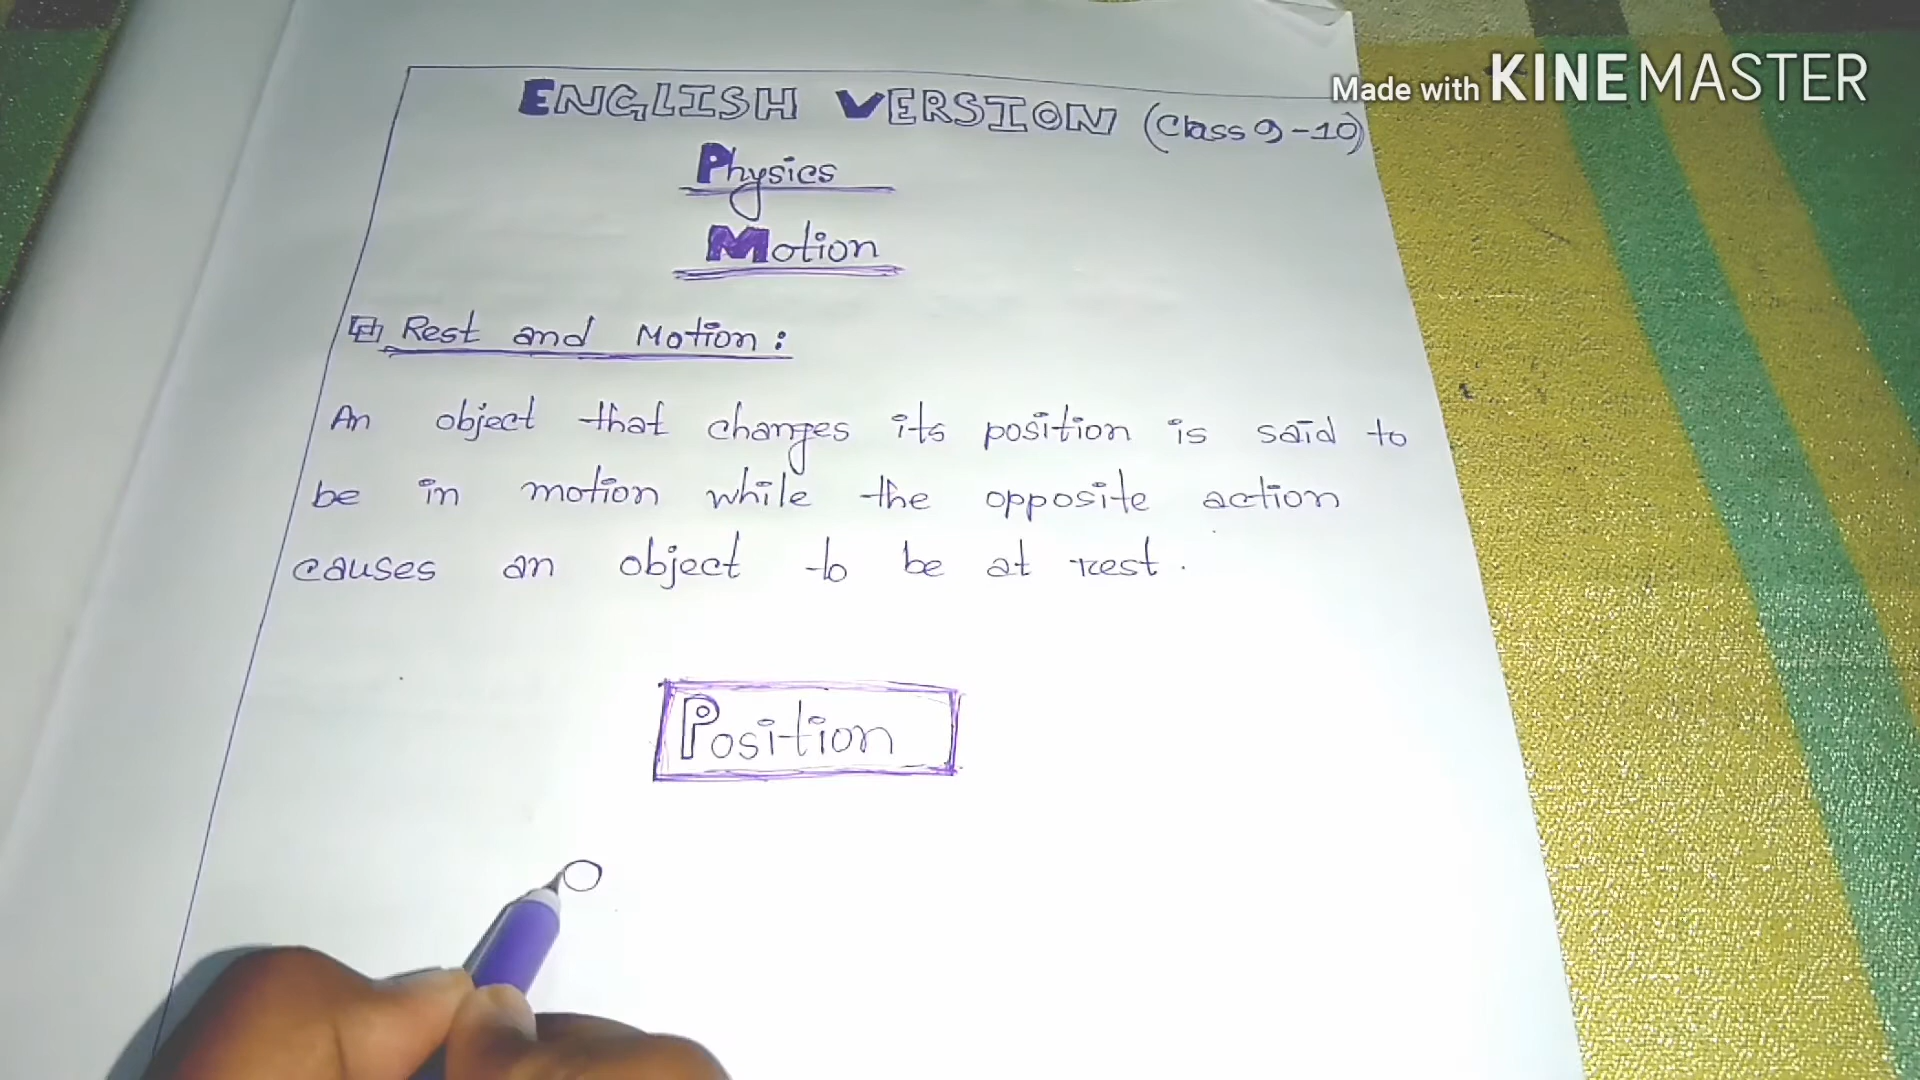 ENGLISH VERSION (Class 9-10)
Made with KINEMASTER
Physics
Motion
Rest and Motion:
An object that changes its position is said to
be in motion while the opposite action
causes an object to be at rest.
Position